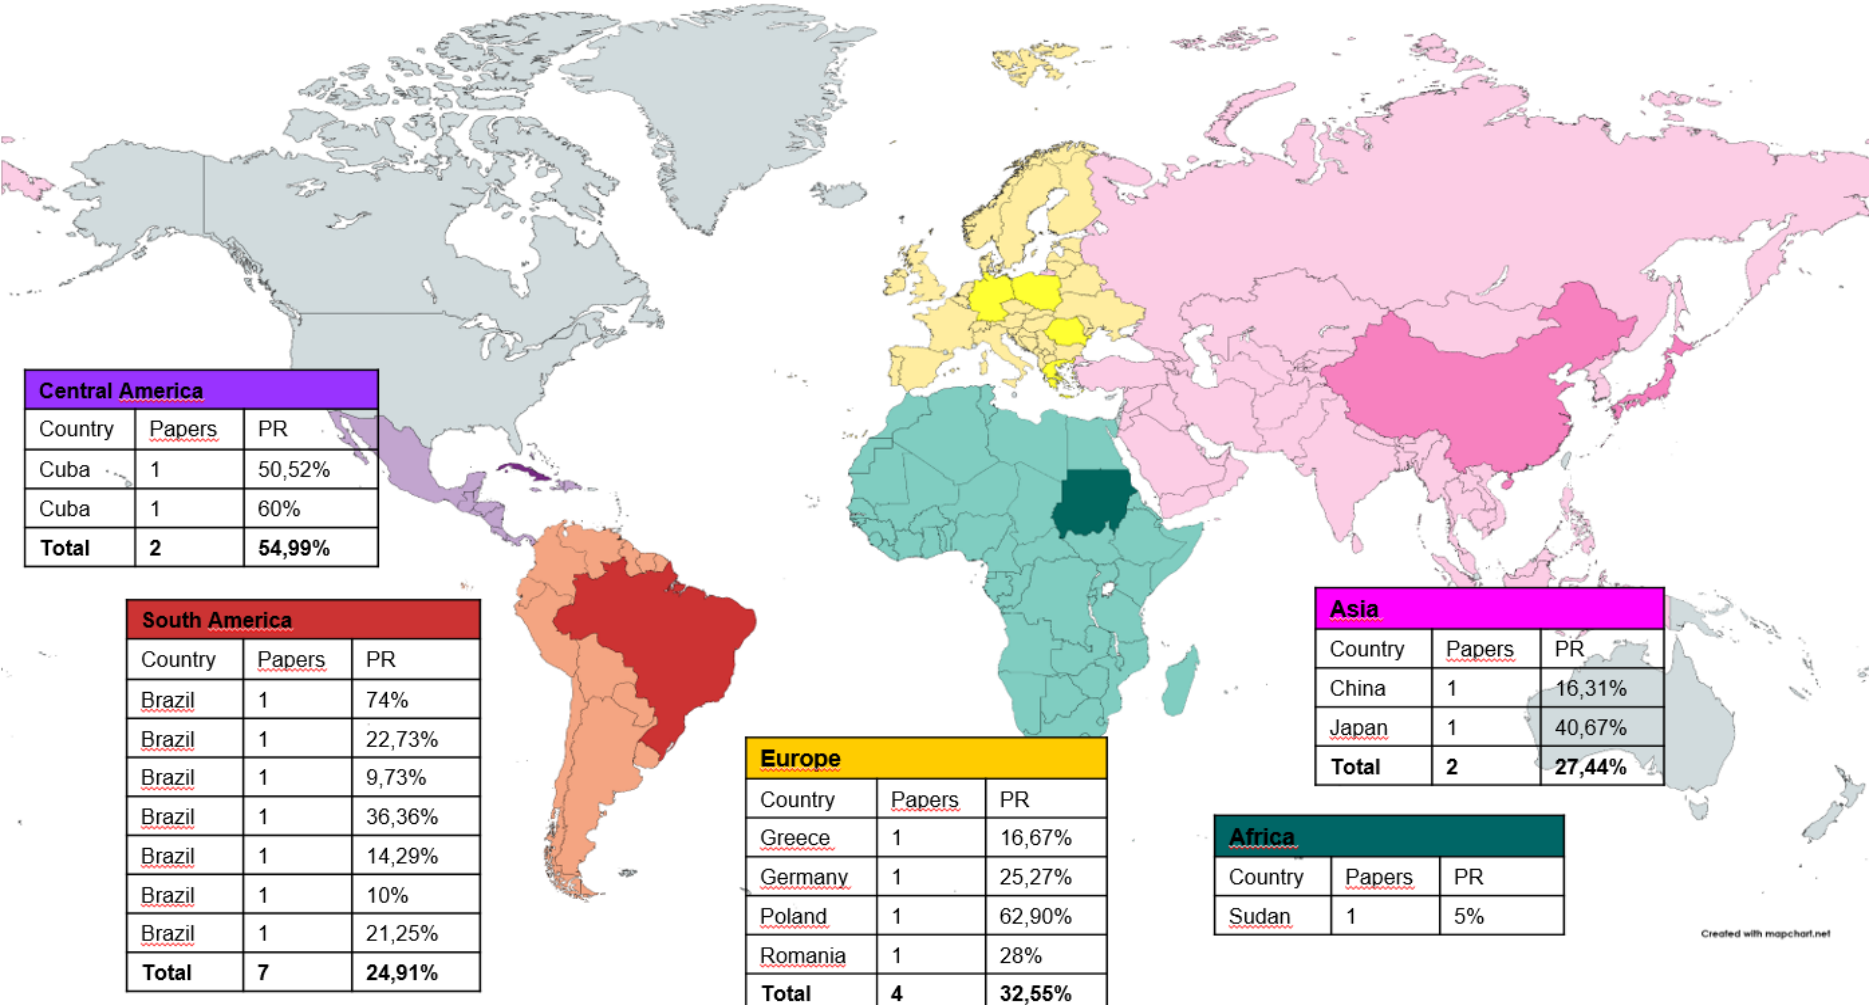 Central America
Country Papers PR
Cuba 1 50,52%
Cuba 1 60%
Total 2 54,99%
South America
Country Papers PR
Brazil 1 74%
Brazil 1 22,73%
Brazil 1 9,73%
Brazil 1 36,36%
Brazil 1 14,29%
Brazil 1 10%
Brazil 1 21,25%
Total 7 24,91%
Europe
Country Papers PR
Greece 1 16,67%
Germany 1 25,27%
Poland 1 62,90%
Romania 1 28%
Total 4 32,55%
Asia
Country Papers PR
China 1 16,31%
Japan 1 40,67%
Total 2 27,44%
Africa
Country Papers PR
Sudan 1 5%
Created with mapchart.net